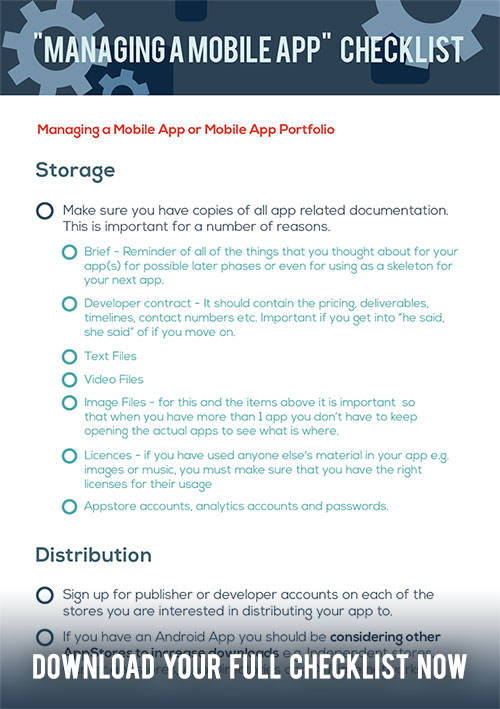 "MANAGING A MOBILE APP" CHECKLIST
Managing a Mobile App or Mobile App Portfolio
Storage
Make sure you have copies of all app related documentation.
This is important for a number of reasons.
Brief - Reminder of all of the things that you thought about for your
app(s) for possible later phases or even for using as a skeleton for
your next app.
Developer contract - It should contain the pricing, deliverables,
timelines, contact numbers etc. Important if you get into “he said,
she said” of if you move on.
Text Files
Video Files
Image Files - for this and the items above it is important so
that when you have more than 1 app you don't have to keep
opening the actual apps to see what is where.
Licences - if you have used anyone else's material in your app e.g.
images or music, you must make sure that you have the right
licenses for their usage
Appstore accounts, analytics accounts and passwords.
Distribution
Sign up for publisher or developer accounts on each of the
stores you are interested in distributing your app to.
If you have an Android App you should be considering other
AppStores to increase downloads e.g. Independent stores,
DOWNLOAD YOUR FULL CHECKLIST NOW